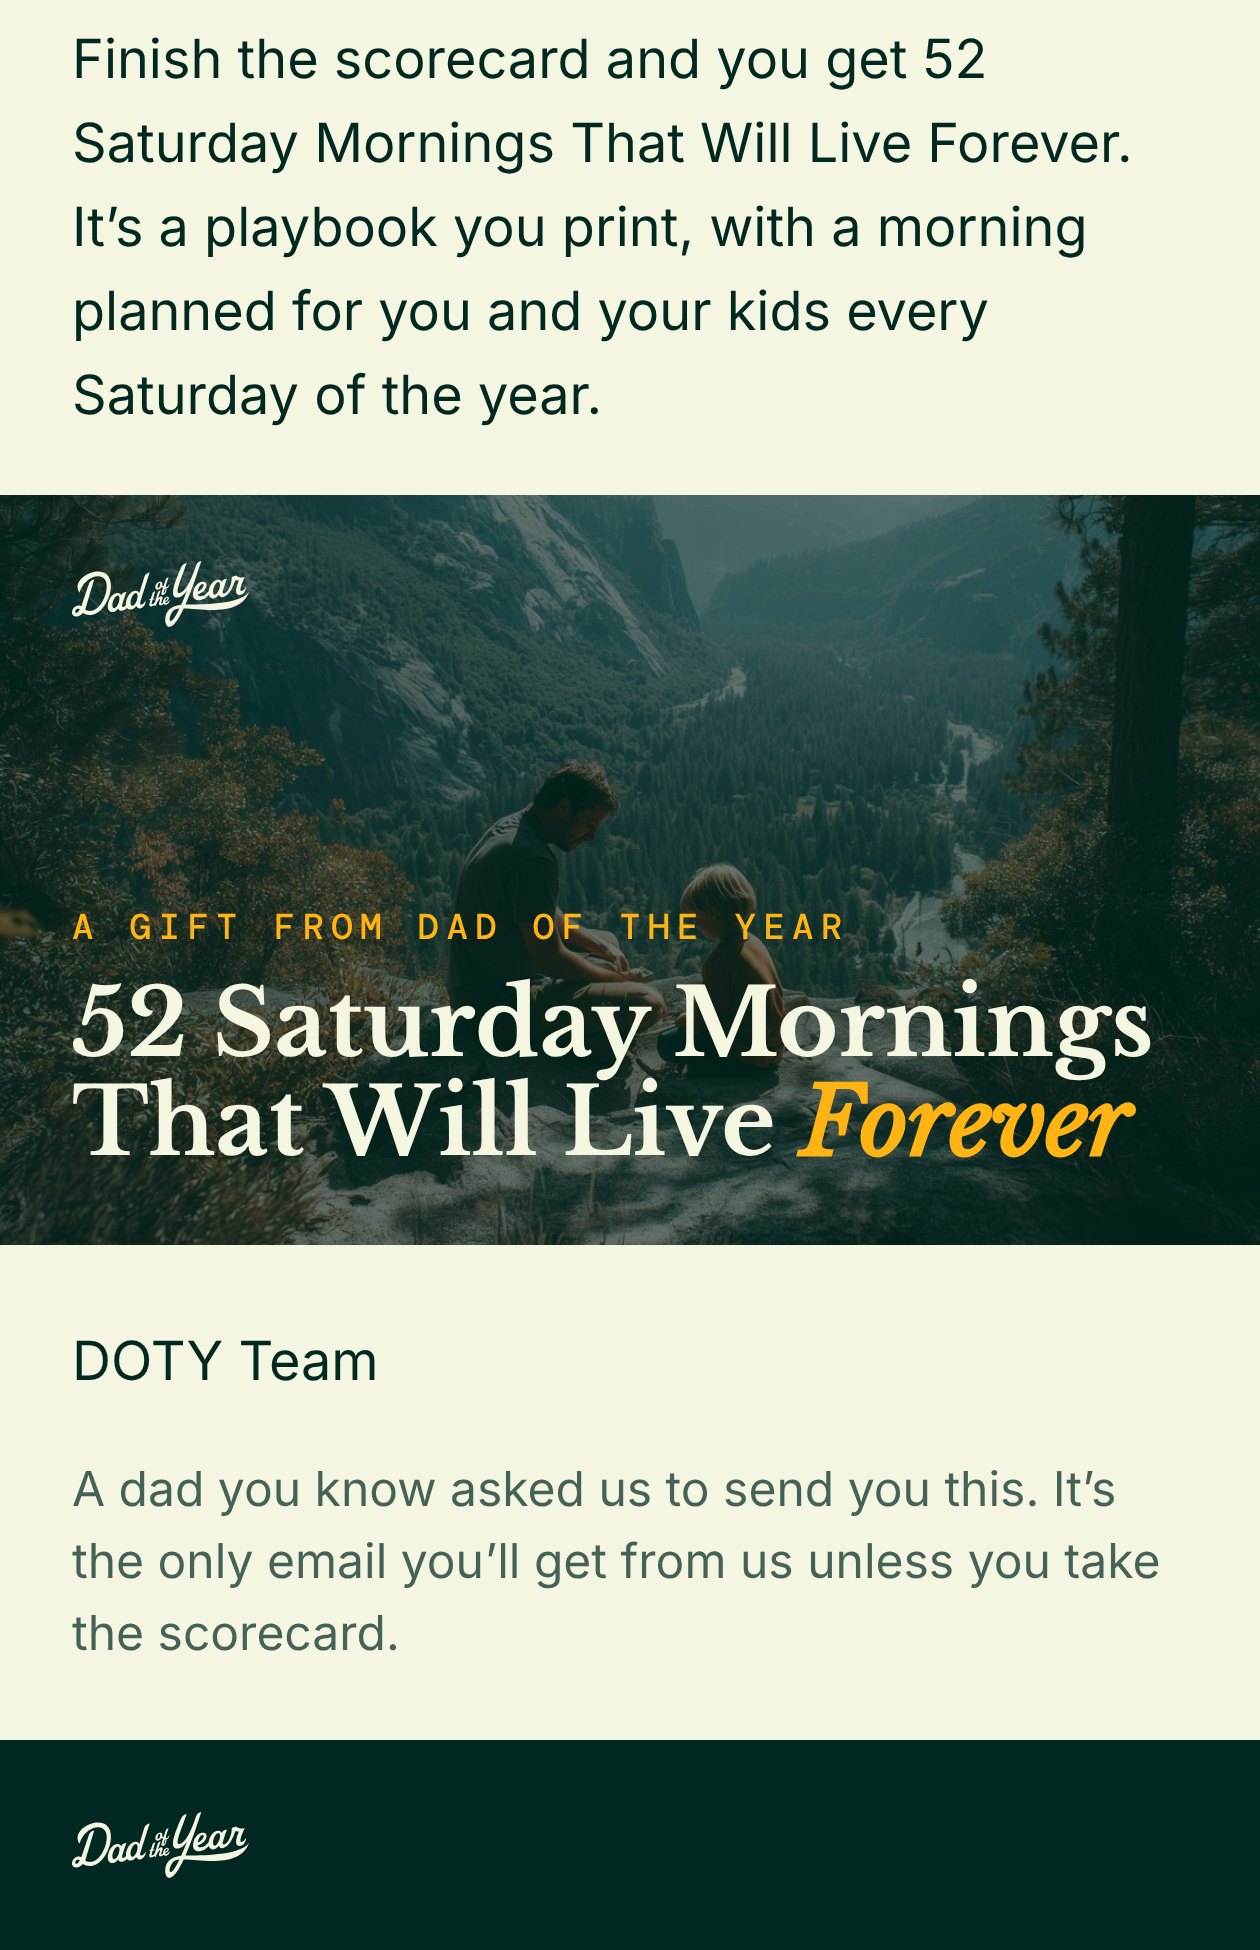 Finish the scorecard and you get 52
Saturday Mornings That Will Live Forever.
It’s a playbook you print, with a morning
planned for you and your kids every
Saturday of the year.
Dad of the Year
A GIFT FROM DAD OF THE YEAR
52 Saturday Mornings
That Will Live Forever
DOTY Team
A dad you know asked us to send you this. It’s
the only email you’ll get from us unless you take
the scorecard.
Dad of the Year